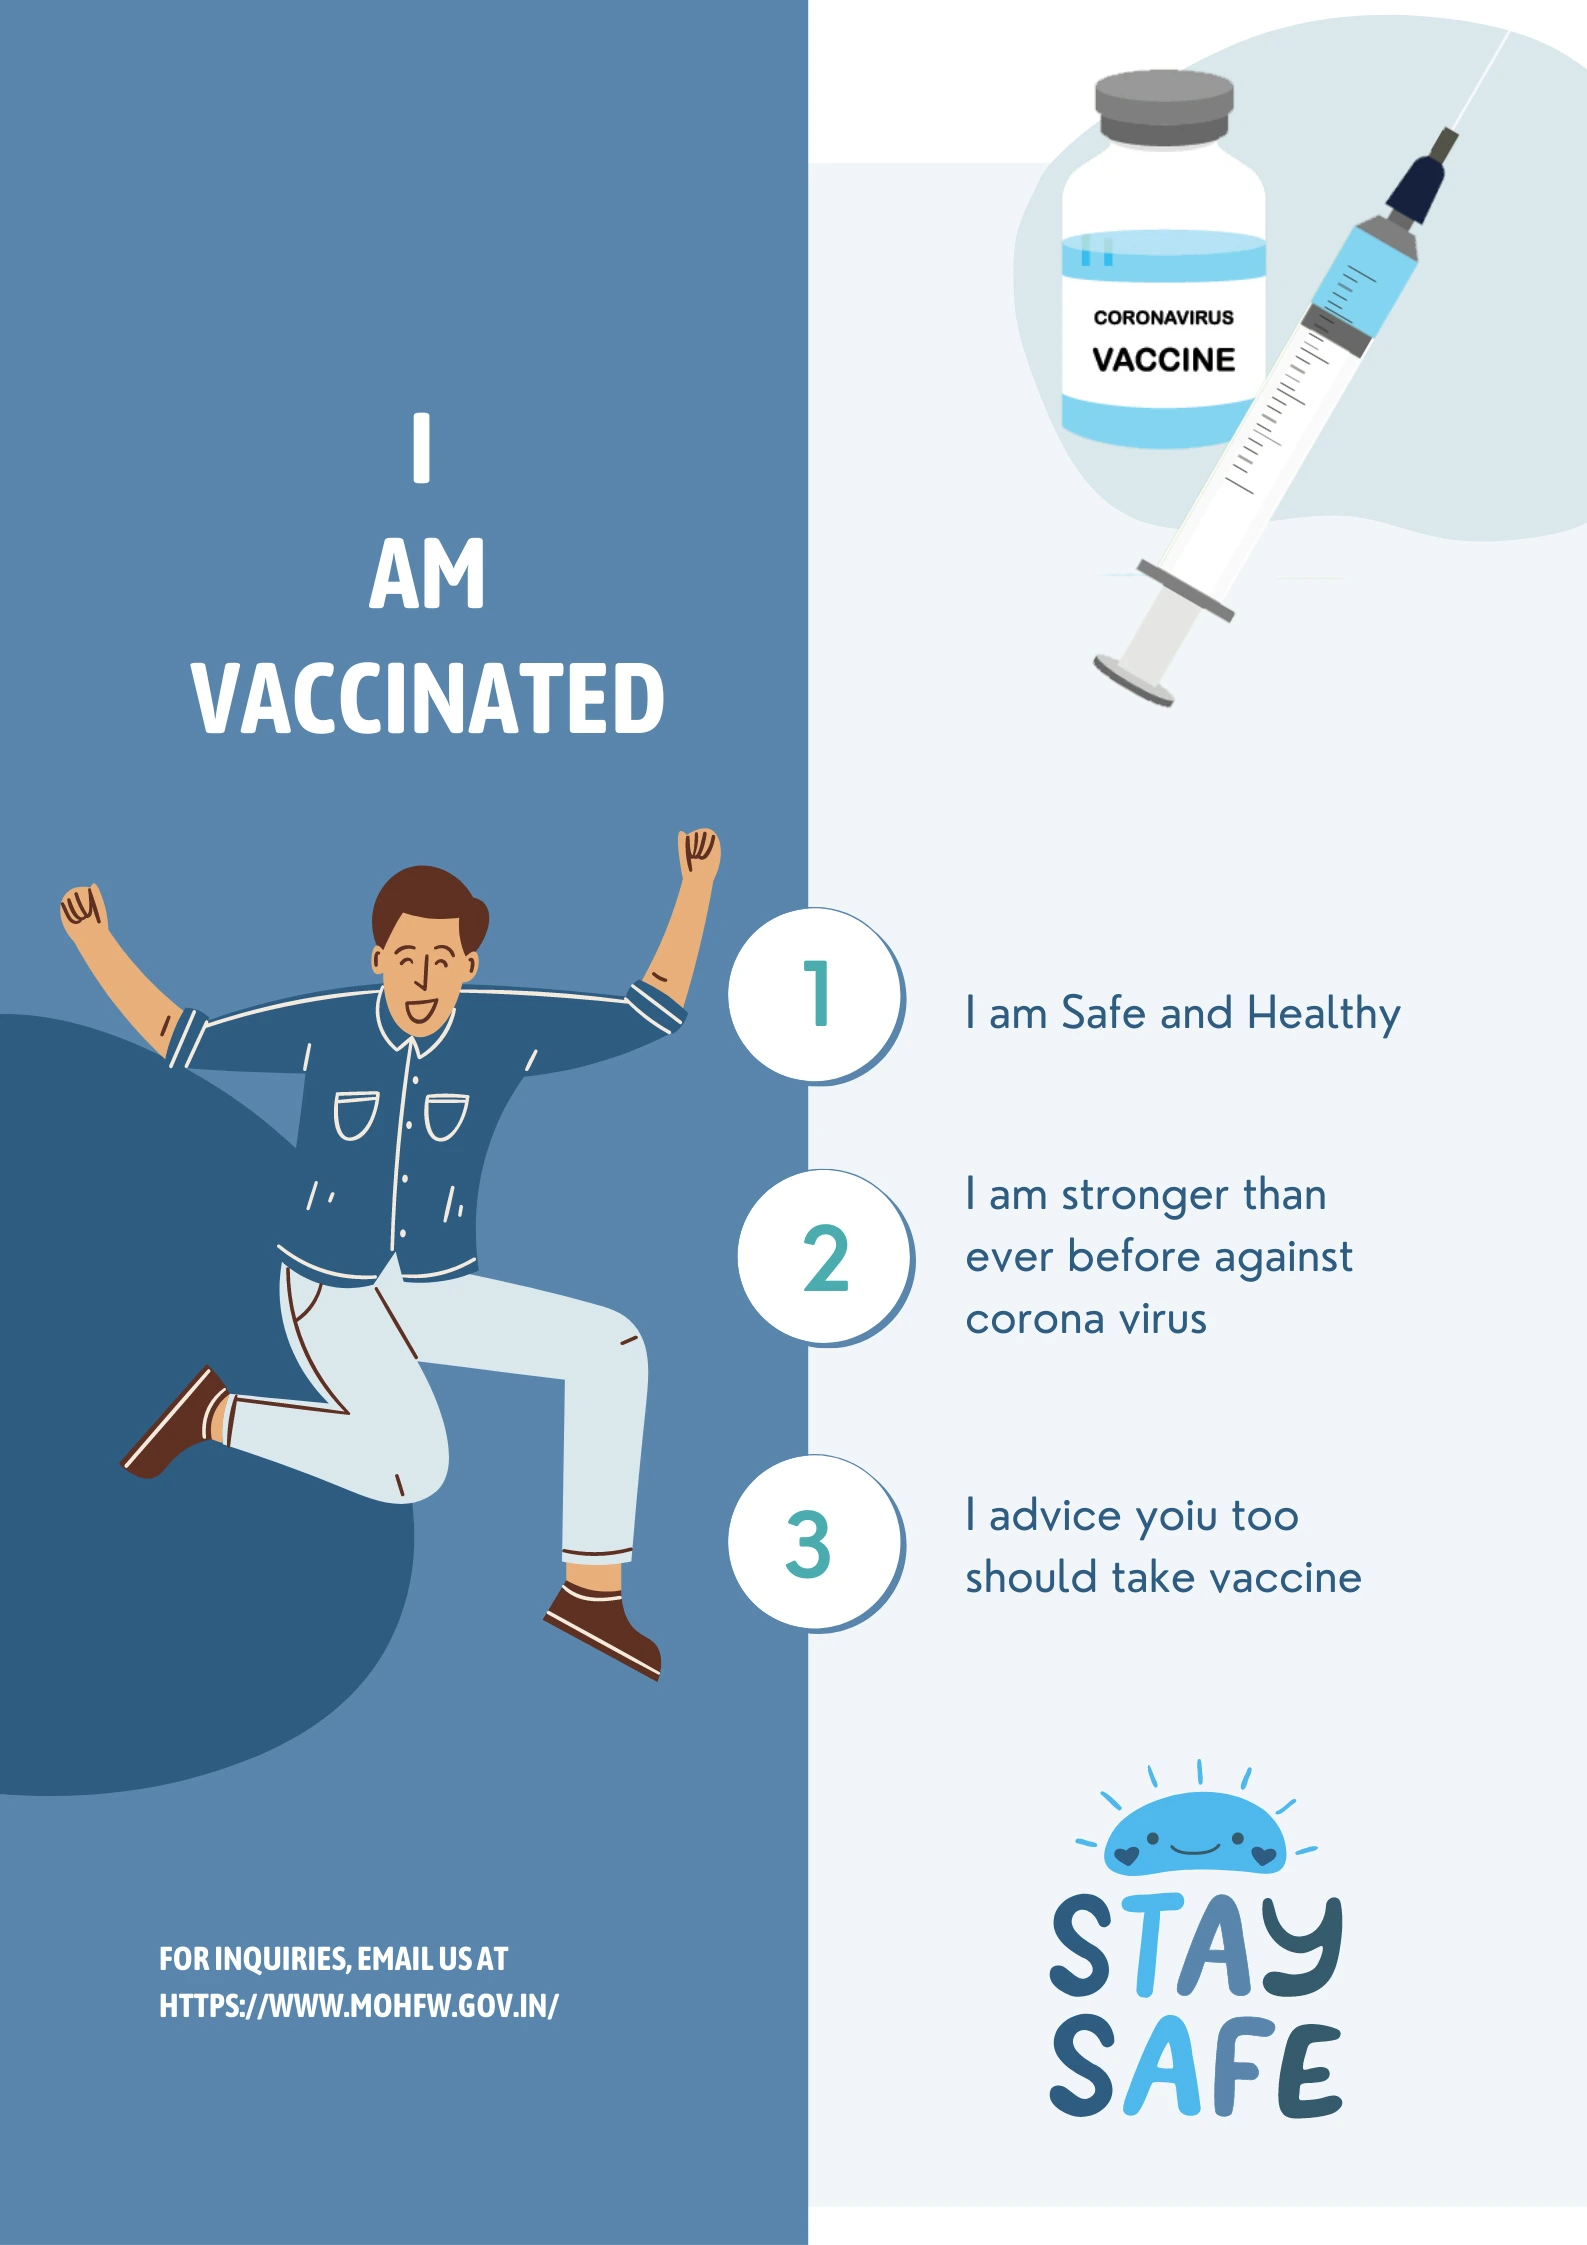 I
AM
VACCINATED
CORONAVIRUS
VACCINE
1
I am Safe and Healthy
2
I am stronger than
ever before against
corona virus
3
I advice yoiu too
should take vaccine
FOR INQUIRIES, EMAIL US AT
HTTPS://WWW.MOHFW.GOV.IN/
STAY
SAFE